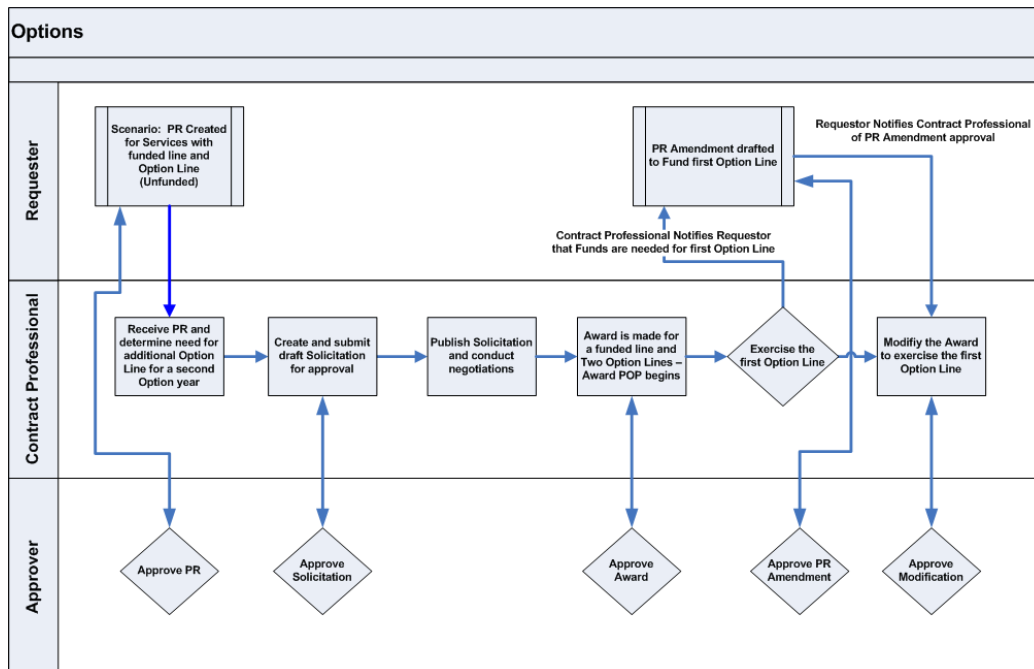 Options
Requester
Scenario:  PR Created
for Services with
funded line and
Option Line
(Unfunded)
PR Amendment drafted
to Fund first Option Line
Requestor Notifies Contract Professional
of PR Amendment approval
Contract Professional Notifies Requestor
that Funds are needed for first Option Line
Contract Professional
Receive PR and
determine need for
additional Option
Line for a second
Option year
Create and submit
draft Solicitation
for approval
Publish Solicitation
and conduct
negotiations
Award is made for
a funded line and
Two Option Lines –
Award POP begins
Exercise the
first Option Line
Modifiy the Award
to exercise the first
Option Line
Approver
Approve PR
Approve
Solicitation
Approve
Award
Approve PR
Amendment
Approve
Modification